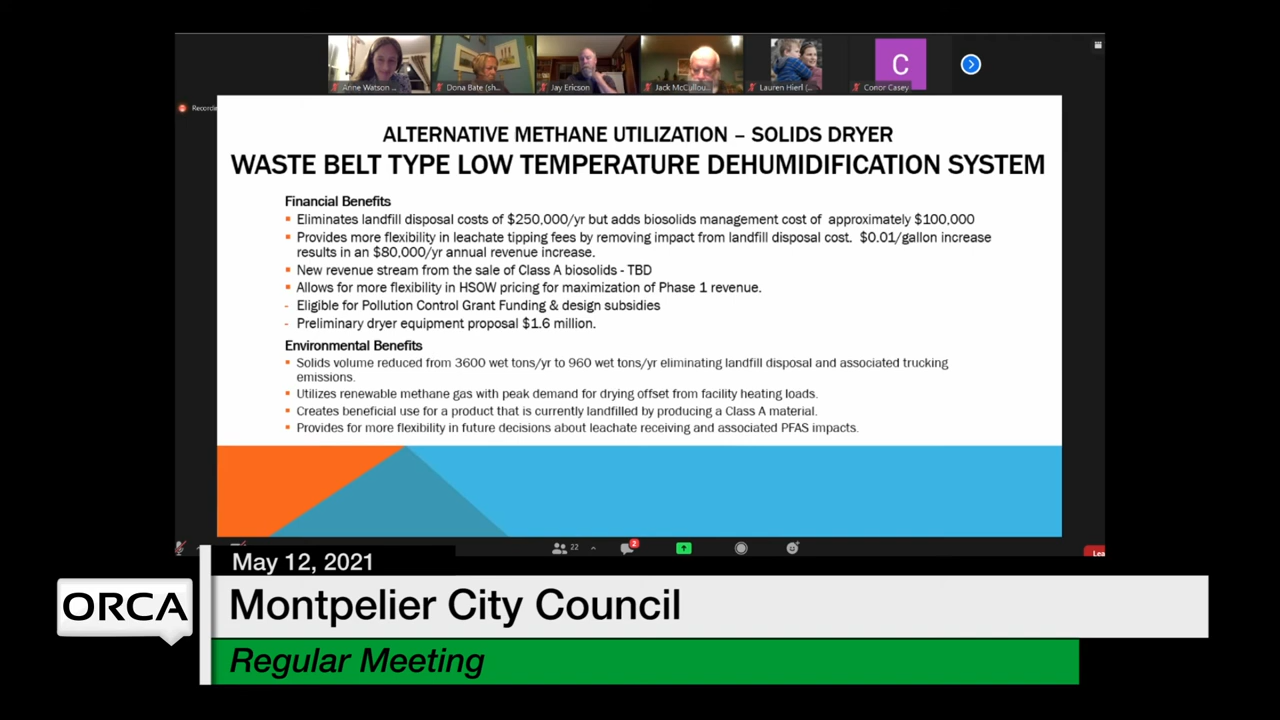 Anne Watson ...
Dona Bate (sh...
Jay Ericson
Jack McCullou...
Lauren Hierl (...
C
Conor Casey
ALTERNATIVE METHANE UTILIZATION – SOLIDS DRYER
WASTE BELT TYPE LOW TEMPERATURE DEHUMIDIFICATION SYSTEM
Financial Benefits
▪ Eliminates landfill disposal costs of $250,000/yr but adds biosolids management cost of approximately $100,000
▪ Provides more flexibility in leachate tipping fees by removing impact from landfill disposal cost. $0.01/gallon increase
results in an $80,000/yr annual revenue increase.
▪ New revenue stream from the sale of Class A biosolids - TBD
▪ Allows for more flexibility in HSOW pricing for maximization of Phase 1 revenue.
- Eligible for Pollution Control Grant Funding & design subsidies
- Preliminary dryer equipment proposal $1.6 million.
Environmental Benefits
▪ Solids volume reduced from 3600 wet tons/yr to 960 wet tons/yr eliminating landfill disposal and associated trucking
emissions.
▪ Utilizes renewable methane gas with peak demand for drying offset from facility heating loads.
▪ Creates beneficial use for a product that is currently landfilled by producing a Class A material.
▪ Provides for more flexibility in future decisions about leachate receiving and associated PFAS impacts.
22
2
May 12, 2021
ORCA
Montpelier City Council
Regular Meeting